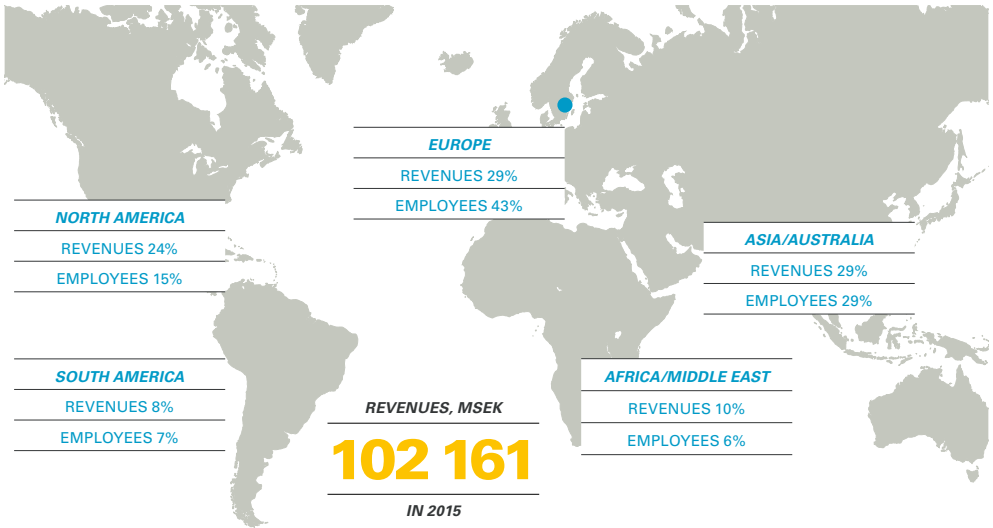 EUROPE
REVENUES 29%
EMPLOYEES 43%
NORTH AMERICA
REVENUES 24%
EMPLOYEES 15%
ASIA/AUSTRALIA
REVENUES 29%
EMPLOYEES 29%
SOUTH AMERICA
REVENUES 8%
EMPLOYEES 7%
AFRICA/MIDDLE EAST
REVENUES 10%
EMPLOYEES 6%
REVENUES, MSEK
102 161
IN 2015